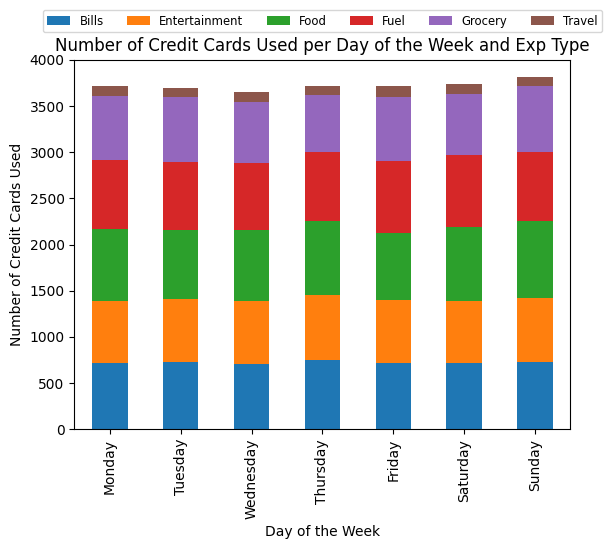 Bills Entertainment Food Fuel Grocery Travel
Number of Credit Cards Used per Day of the Week and Exp Type
Number of Credit Cards Used
4000
3500
3000
2500
2000
1500
1000
500
0
Monday
Tuesday
Wednesday
Thursday
Friday
Saturday
Sunday
Day of the Week